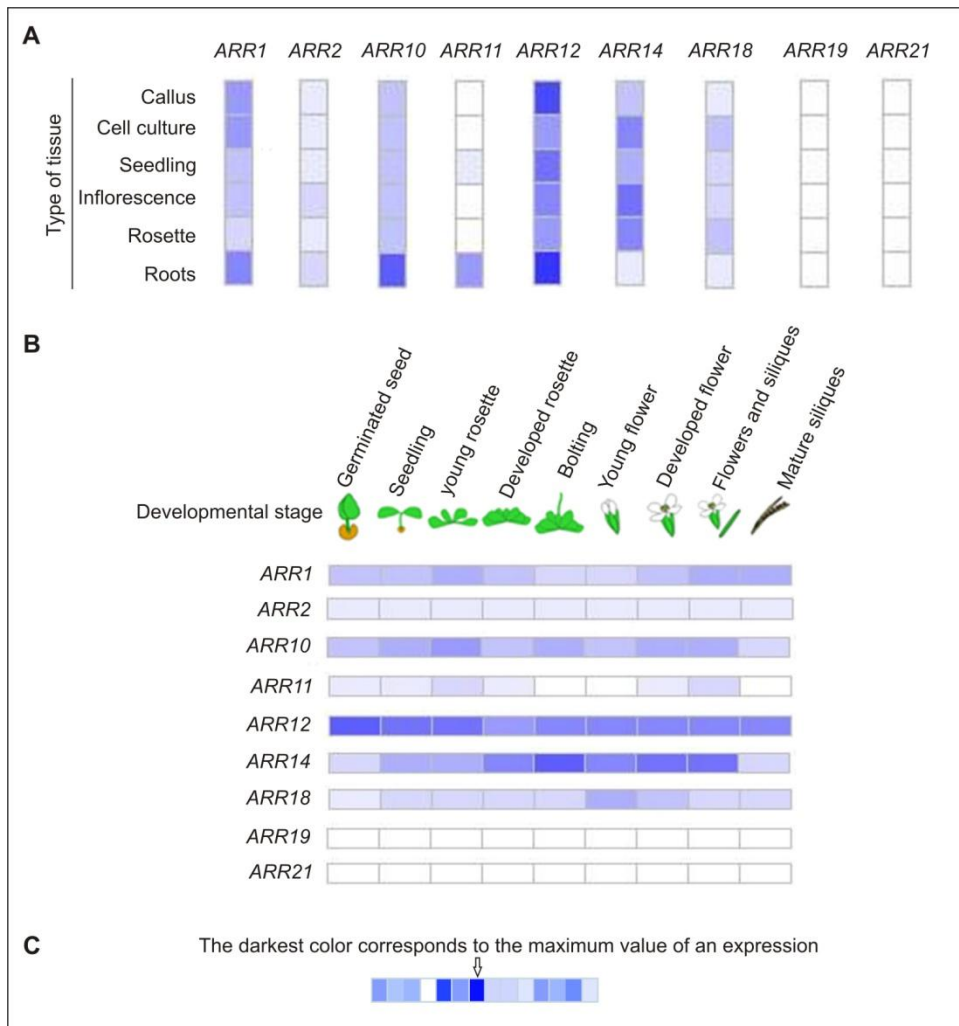 A
ARR1 ARR2 ARR10 ARR11 ARR12 ARR14 ARR18 ARR19 ARR21
Type of tissue
Callus
Cell culture
Seedling
Inflorescence
Rosette
Roots
B
Germinated seed
Seedling
young rosette
Developed rosette
Bolting
Young flower
Developed flower
Flowers and siliques
Mature siliques
Developmental stage
ARR1
ARR2
ARR10
ARR11
ARR12
ARR14
ARR18
ARR19
ARR21
C
The darkest color corresponds to the maximum value of an expression